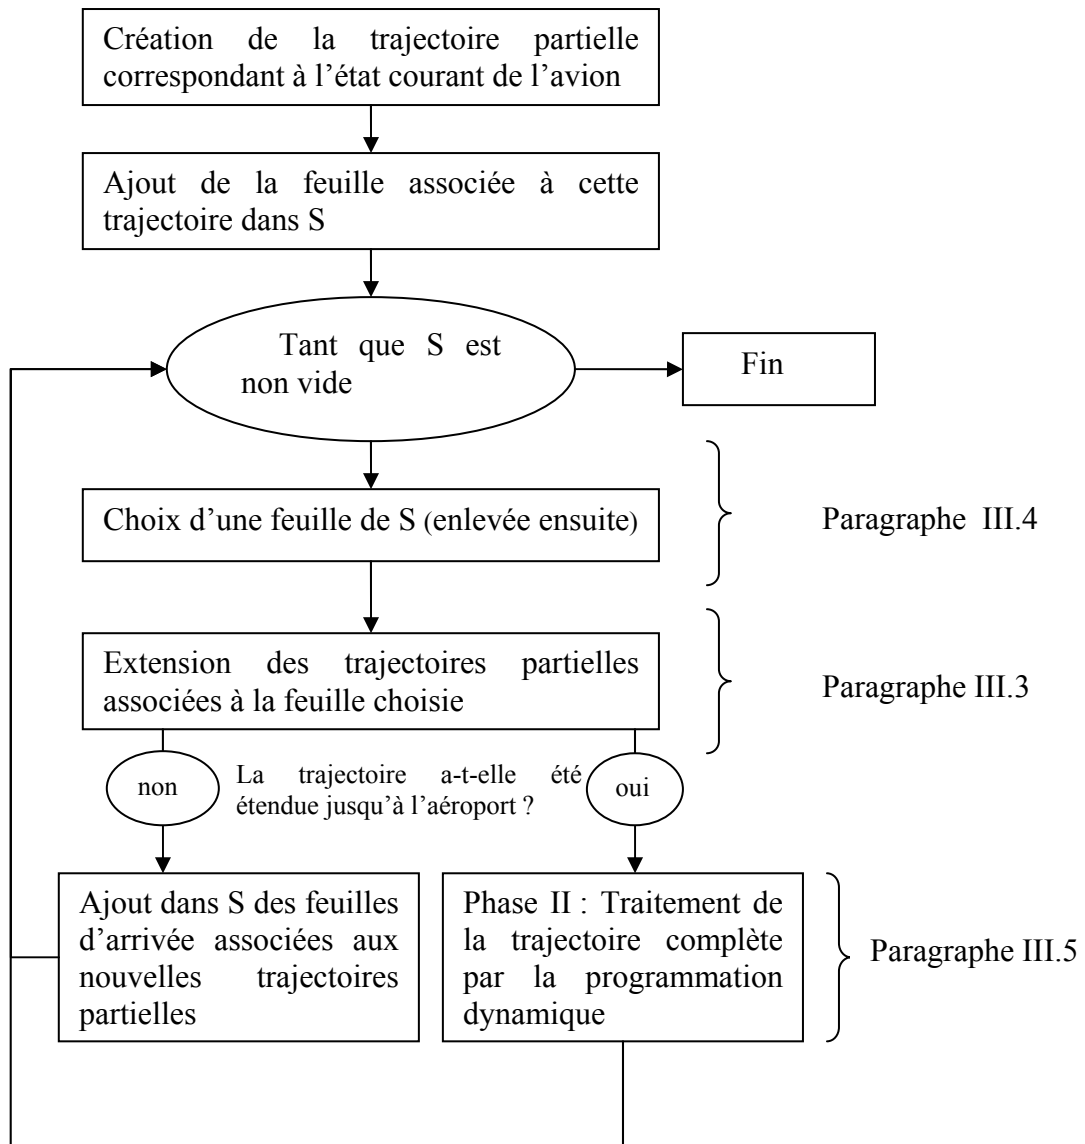 Création de la trajectoire partielle
correspondant à l’état courant de l’avion
Ajout de la feuille associée à cette
trajectoire dans S
Tant que S est
non vide
Fin
Choix d’une feuille de S (enlevée ensuite)
Paragraphe III.4
Extension des trajectoires partielles
associées à la feuille choisie
Paragraphe III.3
non
La trajectoire a-t-elle été
étendue jusqu’à l’aéroport ?
oui
Ajout dans S des feuilles
d’arrivée associées aux
nouvelles trajectoires
partielles
Phase II : Traitement de
la trajectoire complète
par la programmation
dynamique
Paragraphe III.5